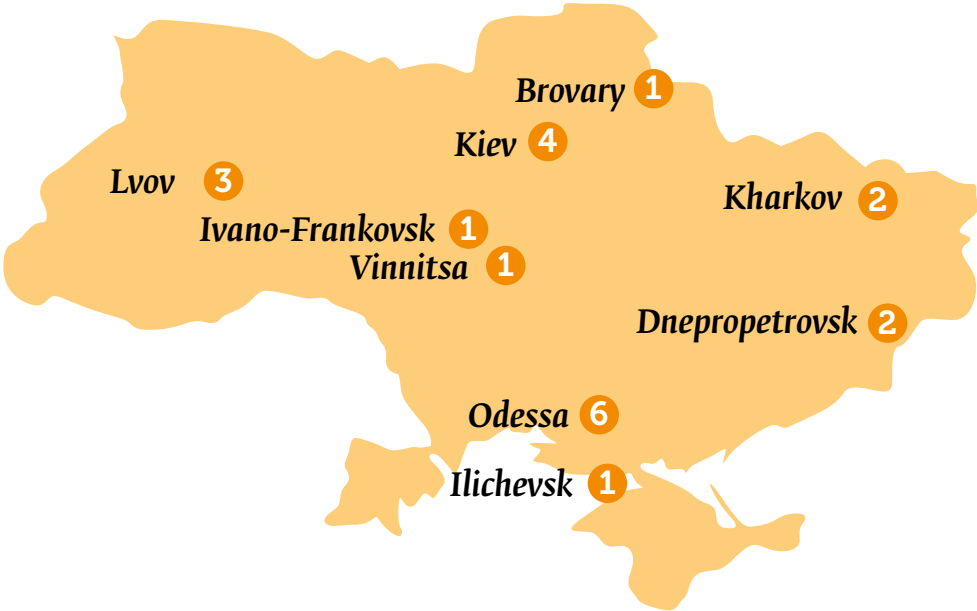 Brovary 1
Kiev 4
Lvov 3
Kharkov 2
Ivano-Frankovsk 1
Vinnitsa 1
Dnepropetrovsk 2
Odessa 6
Ilichevsk 1